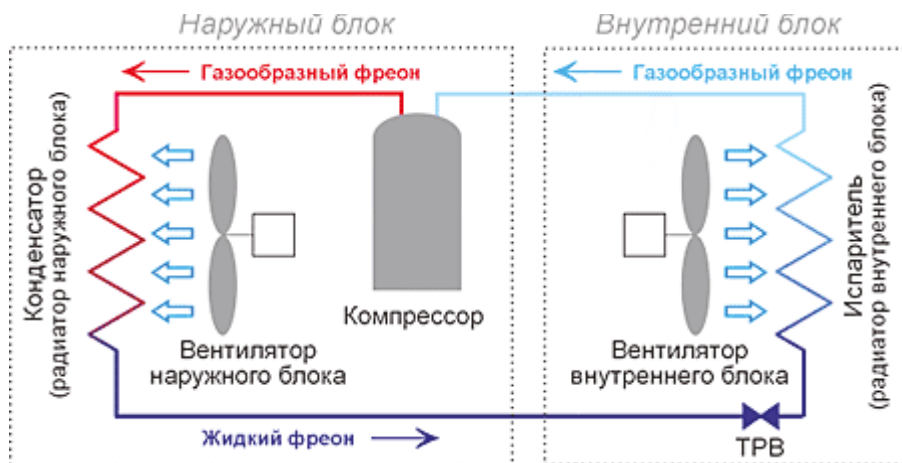 Наружный блок
Внутренний блок
Газообразный фреон
Газообразный фреон
Конденсатор
(радиатор наружного блока)
Компрессор
Вентилятор
наружного блока
Вентилятор
внутреннего блока
Испаритель
(радиатор внутреннего блока)
Жидкий фреон
ТРВ